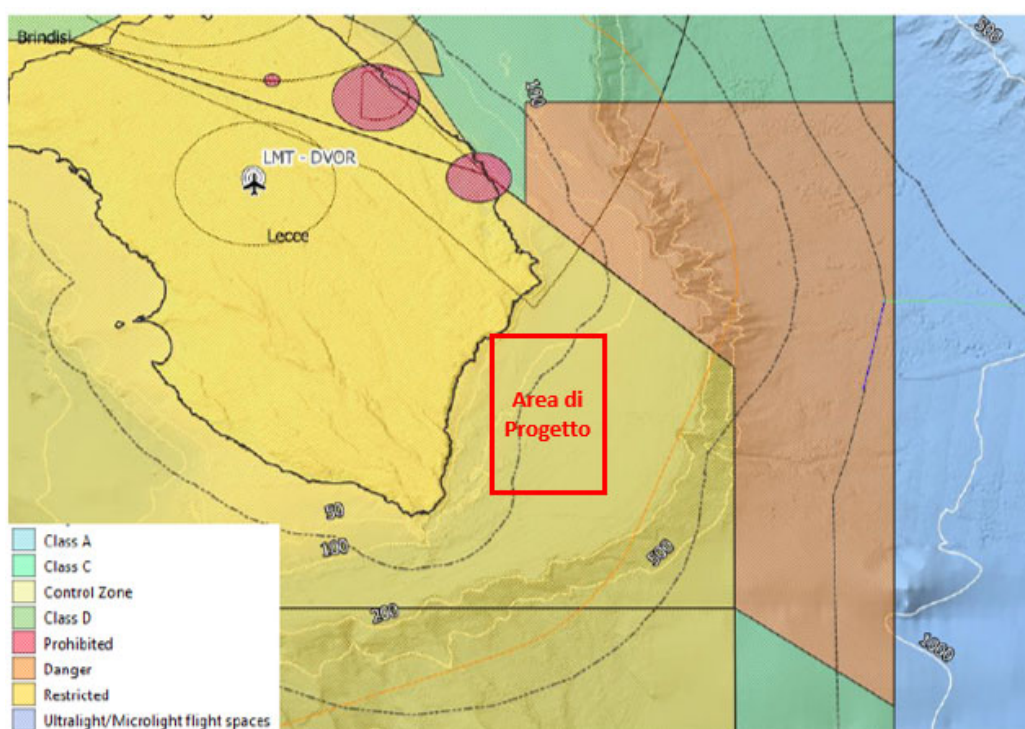 Brindisi
LMT - DVOR
Lecce
500
100
Area di
Progetto
50
100
200
500
1000
Class A
Class C
Control Zone
Class D
Prohibited
Danger
Restricted
Ultralight/Microlight flight spaces